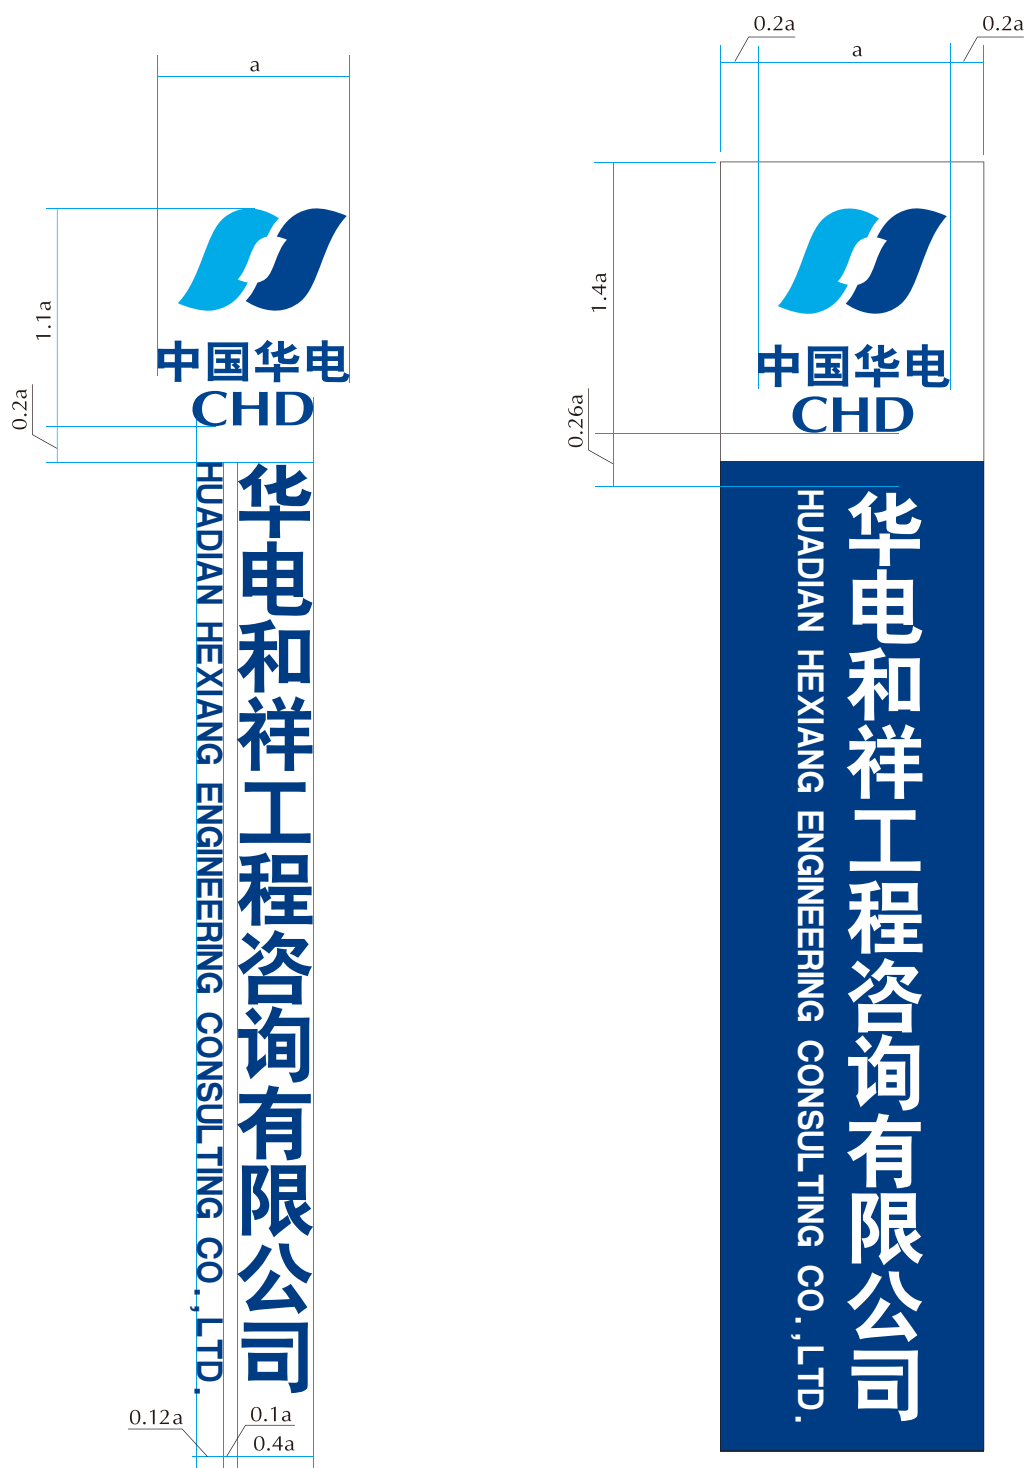 a
1.1a
0.2a
中国华电
CHD
华电和祥工程咨询有限公司
HUADIAN HEXIANG ENGINEERING CONSULTING CO.,LTD.
0.12a
0.1a
0.4a
0.2a
a
0.2a
1.4a
0.26a
中国华电
CHD
华电和祥工程咨询有限公司
HUADIAN HEXIANG ENGINEERING CONSULTING CO.,LTD.